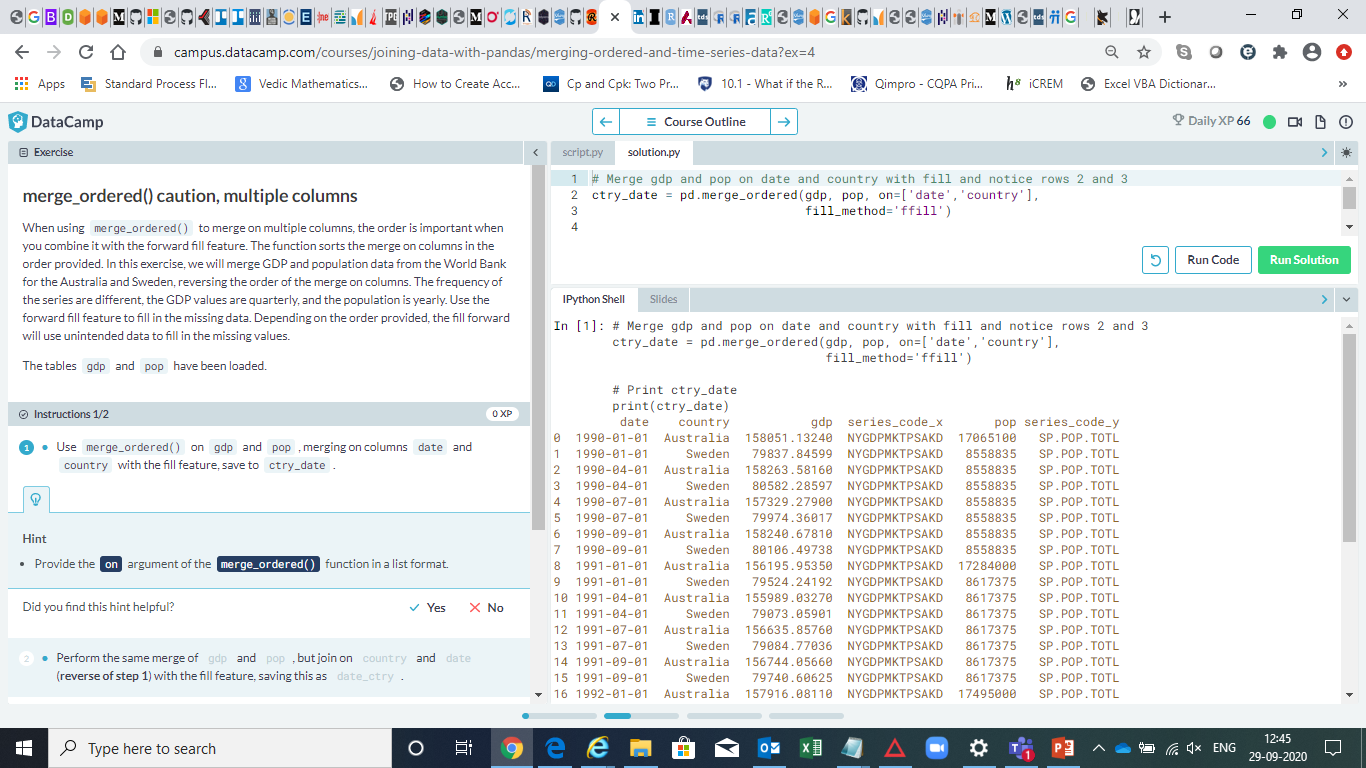 campus.datacamp.com/courses/joining-data-with-pandas/merging-ordered-and-time-series-data?ex=4
Apps
Standard Process Fl...
Vedic Mathematics...
How to Create Acc...
Cp and Cpk: Two Pr...
10.1 - What if the R...
Qimpro - CQPA Pri...
iCREM
Excel VBA Dictionar...
DataCamp
Course Outline
Daily XP 66
Exercise
merge_ordered() caution, multiple columns
When using merge_ordered() to merge on multiple columns, the order is important when
you combine it with the forward fill feature. The function sorts the merge on columns in the
order provided. In this exercise, we will merge GDP and population data from the World Bank
for the Australia and Sweden, reversing the order of the merge on columns. The frequency of
the series are different, the GDP values are quarterly, and the population is yearly. Use the
forward fill feature to fill in the missing data. Depending on the order provided, the fill forward
will use unintended data to fill in the missing values.
The tables gdp and pop have been loaded.
Instructions 1/2
0 XP
1
Use merge_ordered() on gdp and pop , merging on columns date and
country with the fill feature, save to ctry_date .
Hint
Provide the on argument of the merge_ordered() function in a list format.
Did you find this hint helpful?
Yes
No
2
Perform the same merge of gdp and pop , but join on country and date
(reverse of step 1) with the fill feature, saving this as date_ctry .
script.py
solution.py
1 # Merge gdp and pop on date and country with fill and notice rows 2 and 3
2 ctry_date = pd.merge_ordered(gdp, pop, on=['date','country'],
3 fill_method='ffill')
4
Run Code
Run Solution
IPython Shell
Slides
In [1]: # Merge gdp and pop on date and country with fill and notice rows 2 and 3
ctry_date = pd.merge_ordered(gdp, pop, on=['date','country'],
fill_method='ffill')
# Print ctry_date
print(ctry_date)
date country gdp series_code_x pop series_code_y
0 1990-01-01 Australia 158051.13240 NYGDPMKTPSAKD 17065100 SP.POP.TOTL
1 1990-01-01 Sweden 79837.84599 NYGDPMKTPSAKD 8558835 SP.POP.TOTL
2 1990-04-01 Australia 158263.58160 NYGDPMKTPSAKD 8558835 SP.POP.TOTL
3 1990-04-01 Sweden 80582.28597 NYGDPMKTPSAKD 8558835 SP.POP.TOTL
4 1990-07-01 Australia 157329.27900 NYGDPMKTPSAKD 8558835 SP.POP.TOTL
5 1990-07-01 Sweden 79974.36017 NYGDPMKTPSAKD 8558835 SP.POP.TOTL
6 1990-09-01 Australia 158240.67810 NYGDPMKTPSAKD 8558835 SP.POP.TOTL
7 1990-09-01 Sweden 80106.49738 NYGDPMKTPSAKD 8558835 SP.POP.TOTL
8 1991-01-01 Australia 156195.95350 NYGDPMKTPSAKD 17284000 SP.POP.TOTL
9 1991-01-01 Sweden 79524.24192 NYGDPMKTPSAKD 8617375 SP.POP.TOTL
10 1991-04-01 Australia 155989.03270 NYGDPMKTPSAKD 8617375 SP.POP.TOTL
11 1991-04-01 Sweden 79073.05901 NYGDPMKTPSAKD 8617375 SP.POP.TOTL
12 1991-07-01 Australia 156635.85760 NYGDPMKTPSAKD 8617375 SP.POP.TOTL
13 1991-07-01 Sweden 79084.77036 NYGDPMKTPSAKD 8617375 SP.POP.TOTL
14 1991-09-01 Australia 156744.05660 NYGDPMKTPSAKD 8617375 SP.POP.TOTL
15 1991-09-01 Sweden 79740.60625 NYGDPMKTPSAKD 8617375 SP.POP.TOTL
16 1992-01-01 Australia 157916.08110 NYGDPMKTPSAKD 17495000 SP.POP.TOTL
Type here to search
ENG
12:45
29-09-2020